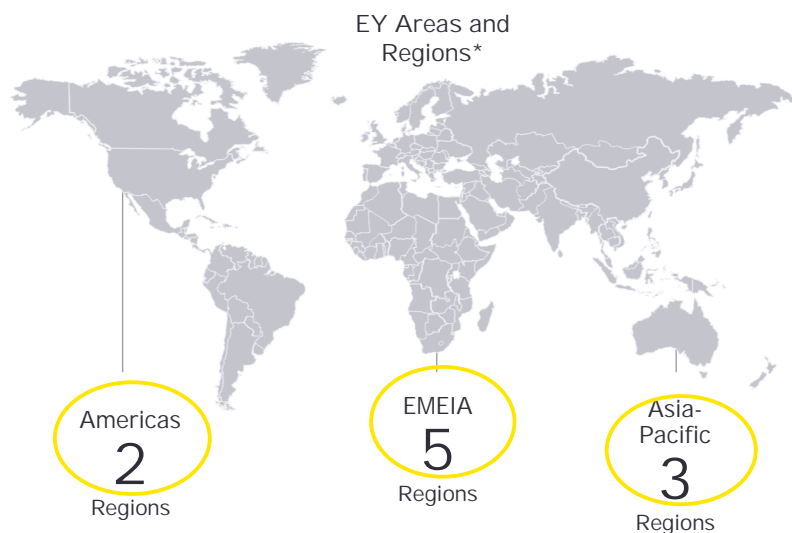 EY Areas and
Regions*
Americas
2
Regions
EMEIA
5
Regions
Asia-
Pacific
3
Regions